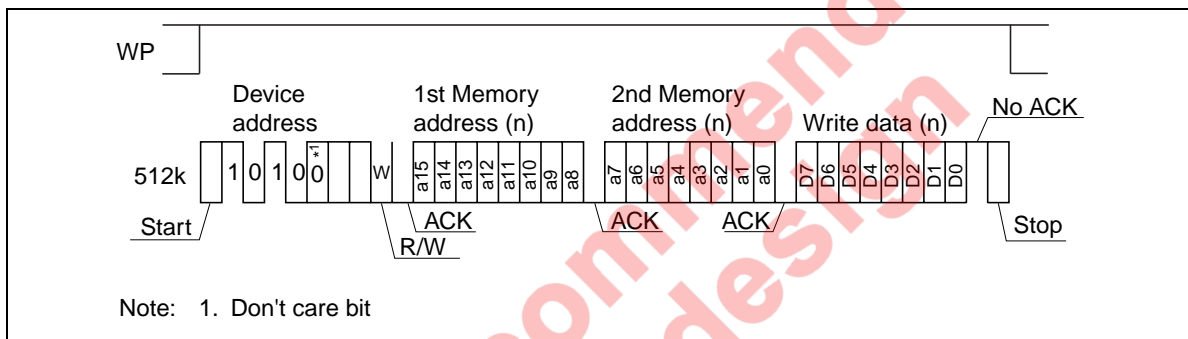 WP
Device address
1st Memory address (n)
2nd Memory address (n)
Write data (n)
No ACK
512k
1 0 1 0 0 *1 W a15 a14 a13 a12 a11 a10 a9 a8 a7 a6 a5 a4 a3 a2 a1 a0 D7 D6 D5 D4 D3 D2 D1 D0
Start
R/W
ACK
ACK
ACK
Stop
Note: 1. Don't care bit
ommend
design